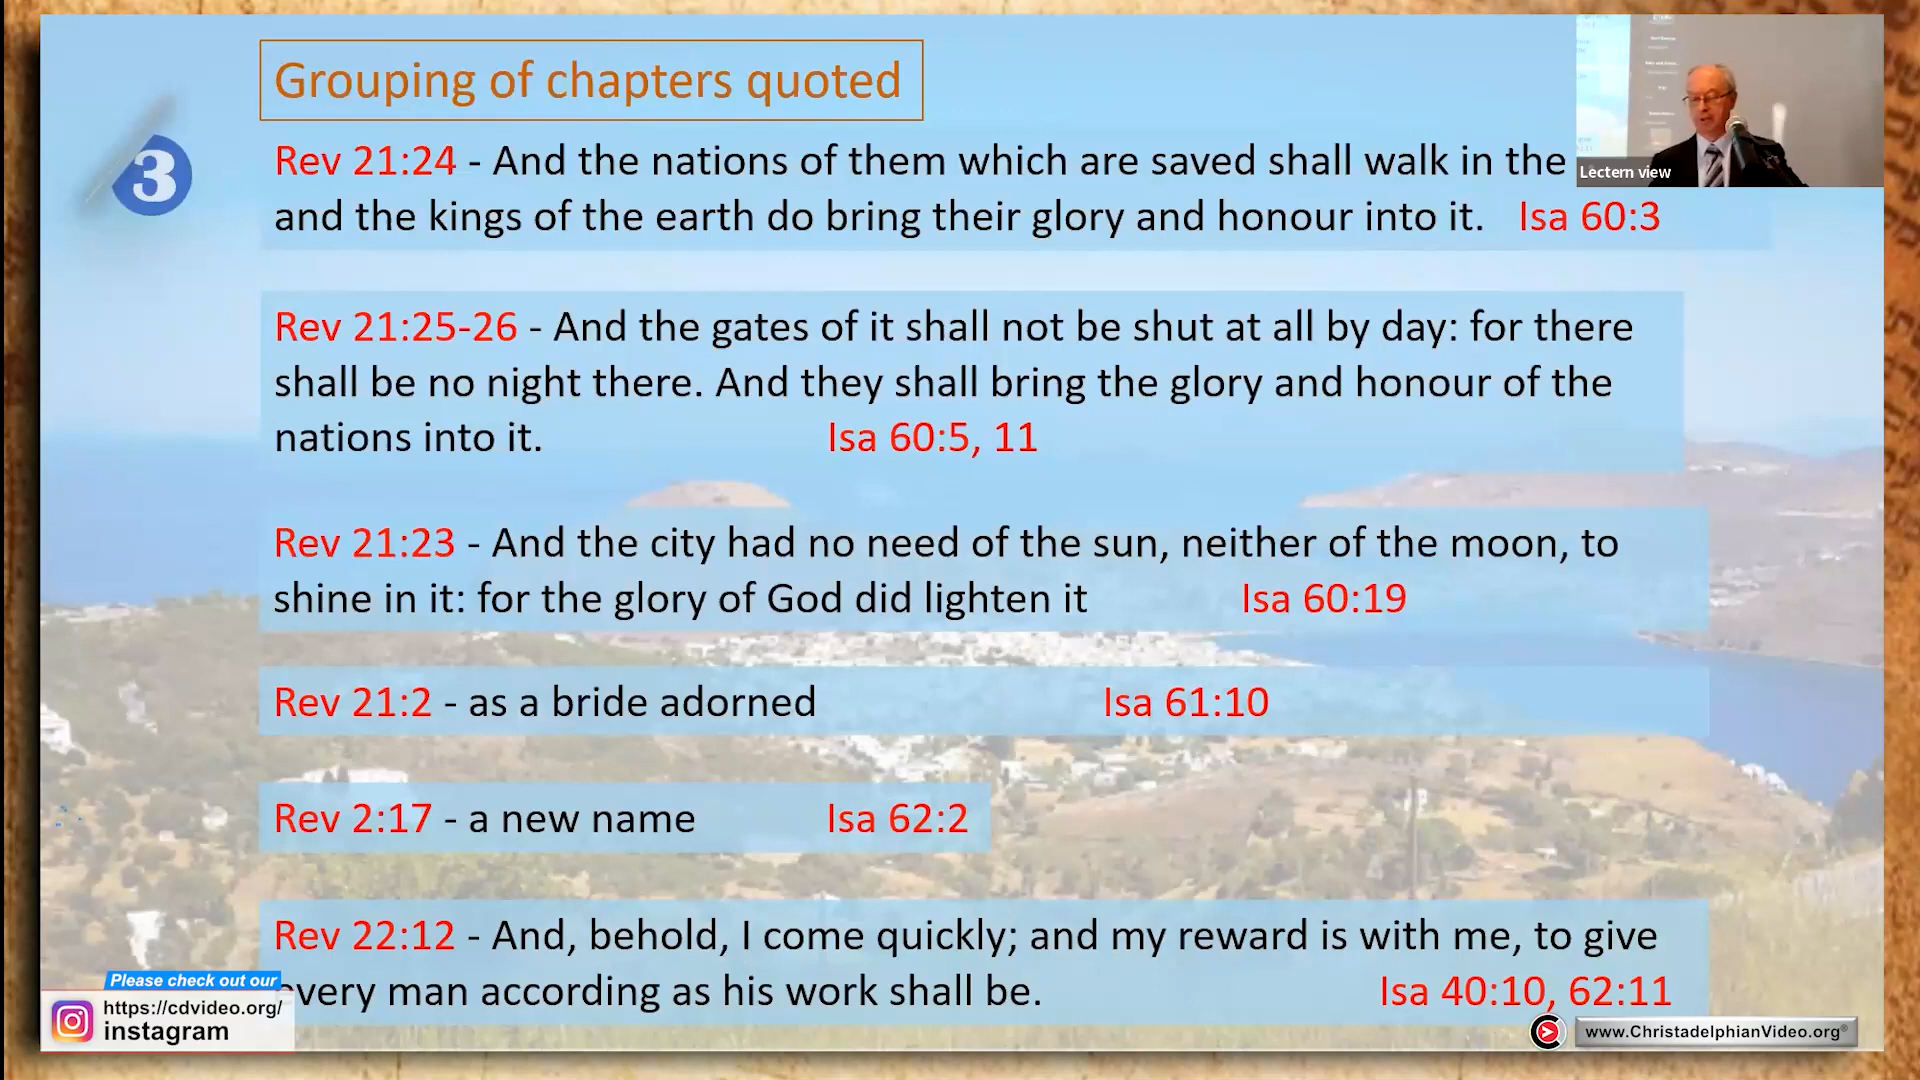 Grouping of chapters quoted
3
Rev 21:24 - And the nations of them which are saved shall walk in the
and the kings of the earth do bring their glory and honour into it. Isa 60:3
Lectern view
Rev 21:25-26 - And the gates of it shall not be shut at all by day: for there
shall be no night there. And they shall bring the glory and honour of the
nations into it. Isa 60:5, 11
Rev 21:23 - And the city had no need of the sun, neither of the moon, to
shine in it: for the glory of God did lighten it Isa 60:19
Rev 21:2 - as a bride adorned Isa 61:10
Rev 2:17 - a new name Isa 62:2
Rev 22:12 - And, behold, I come quickly; and my reward is with me, to give
every man according as his work shall be. Isa 40:10, 62:11
Please check out our
https://cdvideo.org/
instagram
www.ChristadelphianVideo.org®